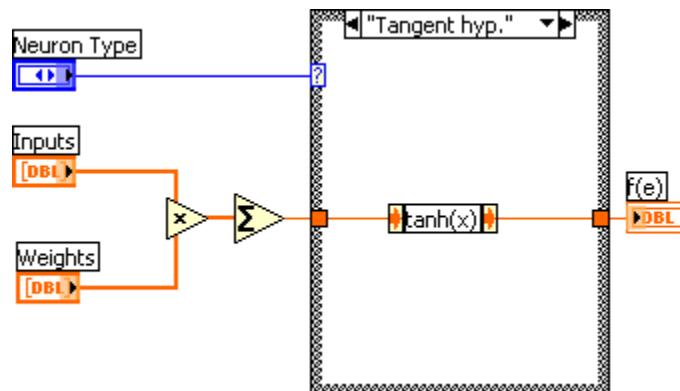 "Tangent hyp."
Neuron Type
?
Inputs
[DBL]
×
Σ
tanh(x)
f(e)
DBL
Weights
[DBL]